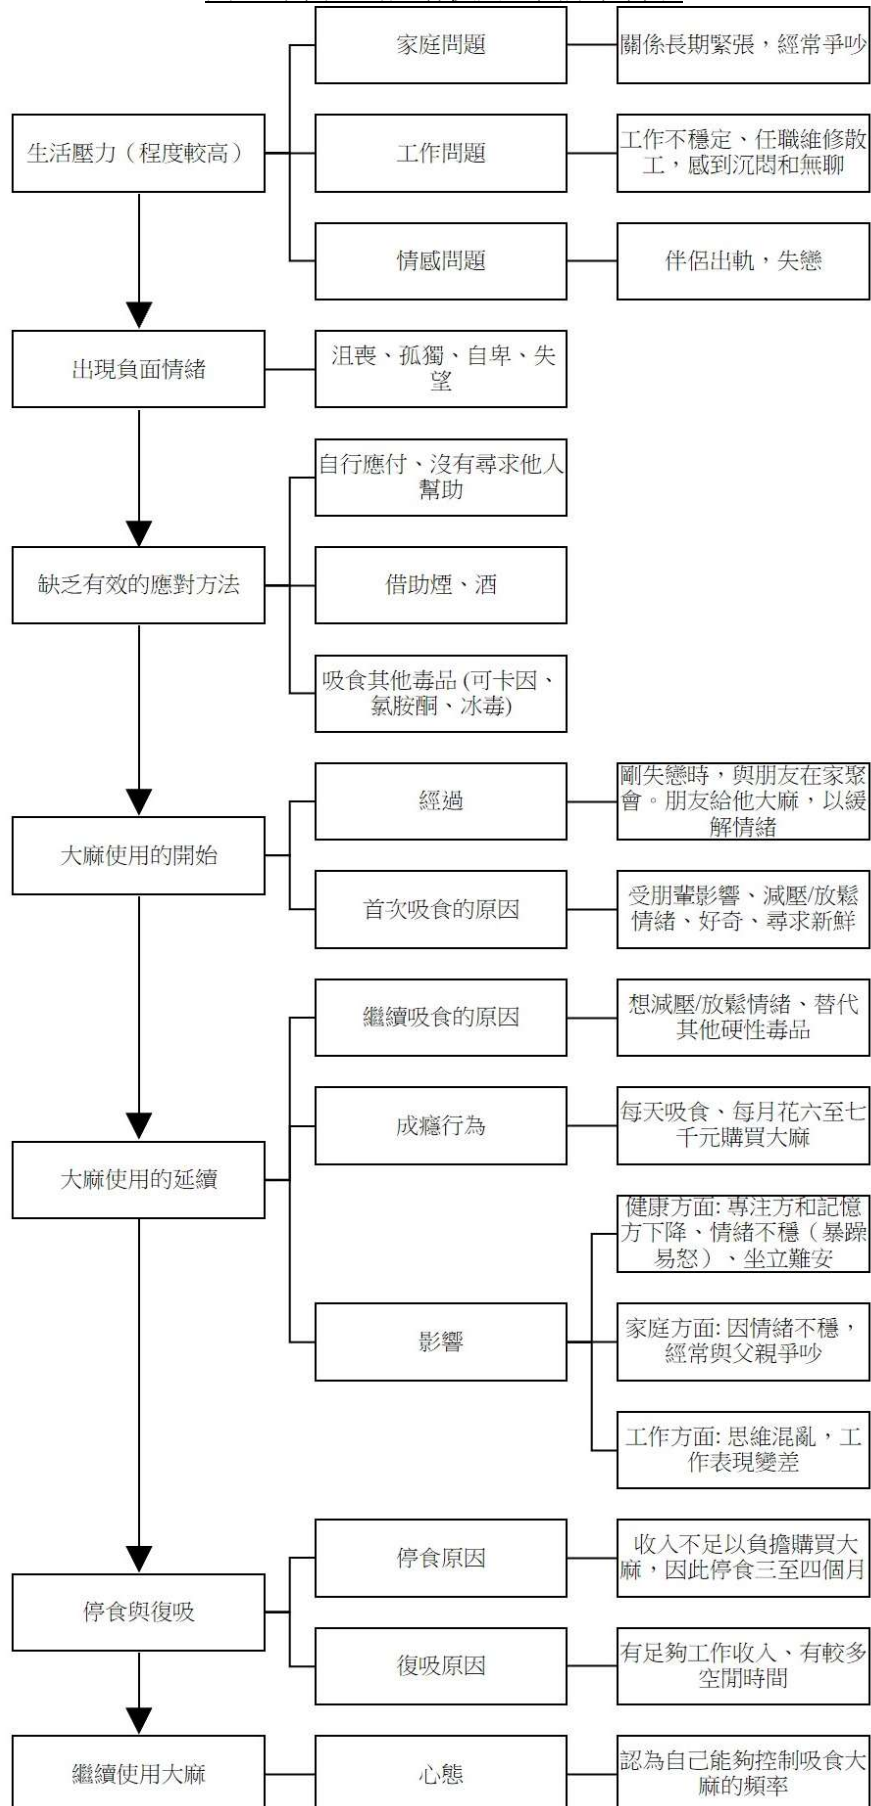 家庭問題
關係長期緊張，經常爭吵
生活壓力（程度較高）
工作問題
工作不穩定、任職維修散
工，感到沉悶和無聊
情感問題
伴侶出軌，失戀
出現負面情緒
沮喪、孤獨、自卑、失
望
自行應付、沒有尋求他人
幫助
缺乏有效的應對方法
借助煙、酒
吸食其他毒品 (可卡因、
氯胺酮、冰毒)
大麻使用的開始
經過
剛失戀時，與朋友在家聚
會。朋友給他大麻，以緩
解情緒
首次吸食的原因
受朋輩影響、減壓/放鬆
情緒、好奇、尋求新鮮
繼續吸食的原因
想減壓/放鬆情緒、替代
其他硬性毒品
成癮行為
每天吸食、每月花六至七
千元購買大麻
大麻使用的延續
影響
健康方面: 專注方和記憶
方下降、情緒不穩（暴躁
易怒）、坐立難安
家庭方面: 因情緒不穩，
經常與父親爭吵
工作方面: 思維混亂，工
作表現變差
停食與復吸
停食原因
收入不足以負擔購買大
麻，因此停食三至四個月
復吸原因
有足夠工作收入、有較多
空閒時間
繼續使用大麻
心態
認為自己能夠控制吸食大
麻的頻率